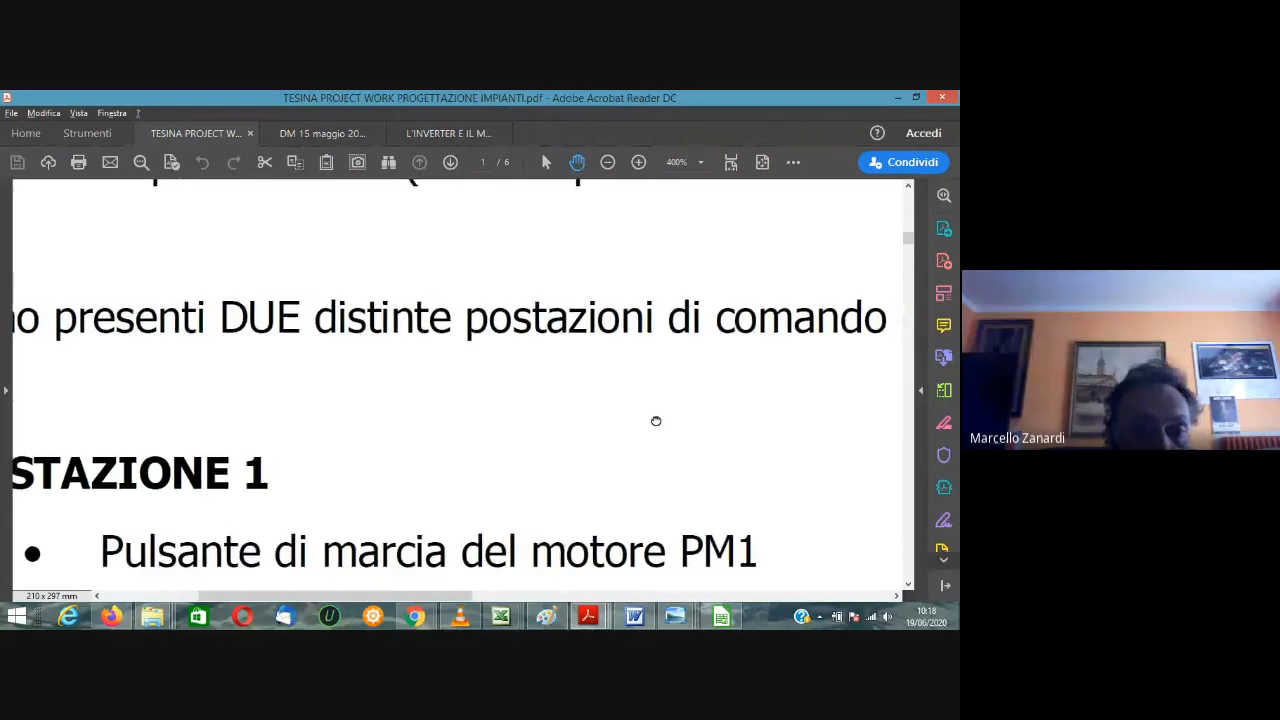 TESINA PROJECT WORK PROGETTAZIONE IMPIANTI.pdf - Adobe Acrobat Reader DC
File Modifica Vista Finestra ?
Home Strumenti TESINA PROJECT W... × DM 15 maggio 20... L'INVERTER E IL M... Accedi
1 / 6 400% Condividi
no presenti DUE distinte postazioni di comando
STAZIONE 1
• Pulsante di marcia del motore PM1
Marcello Zanardi
210 x 297 mm
10:18
19/06/2020